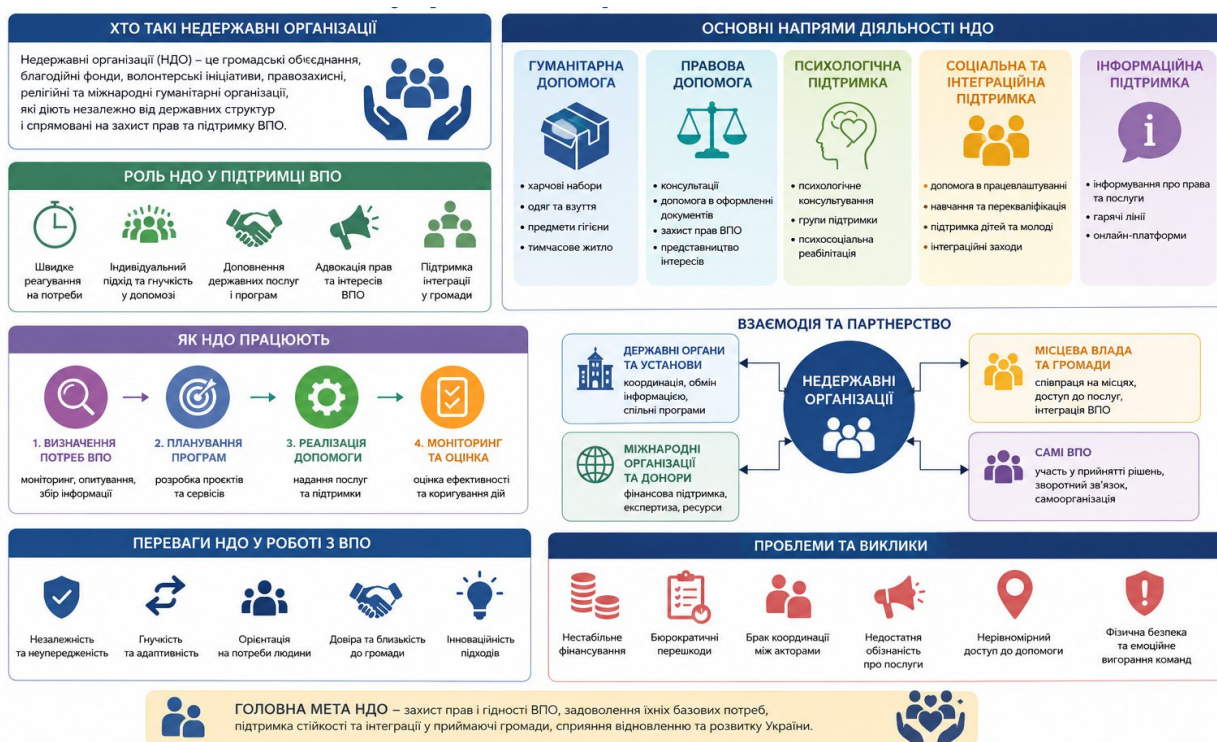 ХТО ТАКІ НЕДЕРЖАВНІ ОРГАНІЗАЦІЇ
Недержавні організації (НДО) – це громадські обʼєднання,
благодійні фонди, волонтерські ініціативи, правозахисні,
релігійні та міжнародні гуманітарні організації,
які діють незалежно від державних структур
і спрямовані на захист прав та підтримку ВПО.
РОЛЬ НДО У ПІДТРИМЦІ ВПО
Швидке
реагування
на потреби
Індивідуальний
підхід та гнучкість
у допомозі
Доповнення
державних послуг
і програм
Адвокація прав
та інтересів
ВПО
Підтримка
інтеграції
у громади
ОСНОВНІ НАПРЯМИ ДІЯЛЬНОСТІ НДО
ГУМАНІТАРНА
ДОПОМОГА
• харчові набори
• одяг та взуття
• предмети гігієни
• тимчасове житло
ПРАВОВА
ДОПОМОГА
• консультації
• допомога в оформленні
документів
• захист прав ВПО
• представництво
інтересів
ПСИХОЛОГІЧНА
ПІДТРИМКА
• психологічне
консультування
• групи підтримки
• психосоціальна
реабілітація
СОЦІАЛЬНА ТА
ІНТЕГРАЦІЙНА
ПІДТРИМКА
• допомога в працевлаштуванні
• навчання та перекваліфікація
• підтримка дітей та молоді
• інтеграційні заходи
ІНФОРМАЦІЙНА
ПІДТРИМКА
i
• інформування про права
та послуги
• гарячі лінії
• онлайн-платформи
ЯК НДО ПРАЦЮЮТЬ
1. ВИЗНАЧЕННЯ
ПОТРЕБ ВПО
моніторинг, опитування,
збір інформації
2. ПЛАНУВАННЯ
ПРОГРАМ
розробка проєктів
та сервісів
3. РЕАЛІЗАЦІЯ
ДОПОМОГИ
надання послуг
та підтримки
4. МОНІТОРИНГ
ТА ОЦІНКА
оцінка ефективності
та коригування дій
ВЗАЄМОДІЯ ТА ПАРТНЕРСТВО
ДЕРЖАВНІ ОРГАНИ
ТА УСТАНОВИ
координація, обмін
інформацією,
спільні програми
МІЖНАРОДНІ
ОРГАНІЗАЦІЇ
ТА ДОНОРИ
фінансова підтримка,
експертиза, ресурси
НЕДЕРЖАВНІ
ОРГАНІЗАЦІЇ
МІСЦЕВА ВЛАДА
ТА ГРОМАДИ
співпраця на місцях,
доступ до послуг,
інтеграція ВПО
САМІ ВПО
участь у прийнятті рішень,
зворотний зв'язок,
самоорганізація
ПЕРЕВАГИ НДО У РОБОТІ З ВПО
Незалежність
та неупередженість
Гнучкість
та адаптивність
Орієнтація
на потреби людини
Довіра та близькість
до громади
Інноваційність
підходів
ПРОБЛЕМИ ТА ВИКЛИКИ
Нестабільне
фінансування
Бюрократичні
перешкоди
Брак координації
між акторами
Недостатня
обізнаність
про послуги
Нерівномірний
доступ до допомоги
Фізична безпека
та емоційне
вигорання команд
ГОЛОВНА МЕТА НДО – захист прав і гідності ВПО, задоволення їхніх базових потреб,
підтримка стійкості та інтеграції у приймаючі громади, сприяння відновленню та розвитку України.